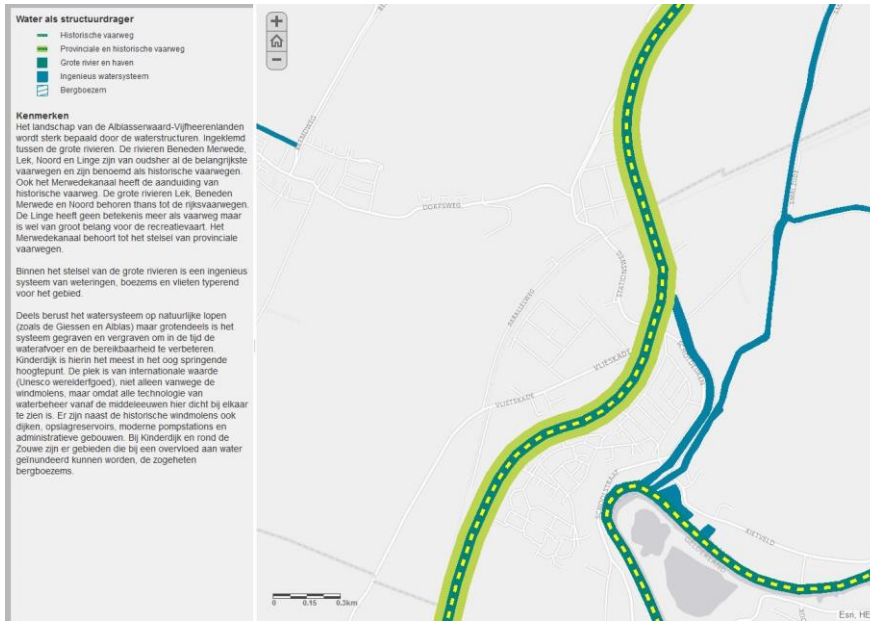 Water als structuurdrager
Historische vaarweg
Provinciale en historische vaarweg
Grote rivier en haven
Ingenieus watersysteem
Bergboezem
Kenmerken
Het landschap van de Alblasserwaard-Vijfheerenlanden
wordt sterk bepaald door de waterstructuren. Ingeklemd
tussen de grote rivieren. De rivieren Beneden Merwede,
Lek, Noord en Linge zijn van oudsher al de belangrijkste
vaarwegen en zijn benoemd als historische vaarwegen.
Ook het Merwedekanaal heeft de aanduiding van
historische vaarweg. De grote rivieren Lek, Beneden
Merwede en Noord behoren thans tot de rijksvaarwegen.
De Linge heeft geen betekenis meer als vaarweg maar
is wel van groot belang voor de recreatievaart. Het
Merwedekanaal behoort tot het stelsel van provinciale
vaarwegen.
Binnen het stelsel van de grote rivieren is een ingenieus
systeem van weteringen, boezems en vlieten typerend
voor het gebied.
Deels berust het watersysteem op natuurlijke lopen
(zoals de Giessen en Alblas) maar grotendeels is het
systeem gegraven en vergraven om in de tijd de
waterafvoer en de bereikbaarheid te verbeteren.
Kinderdijk is hierin het meest in het oog springende
hoogtepunt. De plek is van internationale waarde
(Unesco werelderfgoed), niet alleen vanwege de
windmolens, maar omdat alle technologie van
waterbeheer vanaf de middeleeuwen hier dicht bij elkaar
te zien is. Er zijn naast de historische windmolens ook
dijken, opslagreservoirs, moderne pompstations en
administratieve gebouwen. Bij Kinderdijk en rond de
Zouwe zijn er gebieden die bij een overvloed aan water
geïnundeerd kunnen worden, de zogeheten
bergboezems.
DORPSWEG
PARALLELWEG
VLIETSKADE
VLIETSKADE
RIETVELD
0 0.15 0.3km
Esri, HE